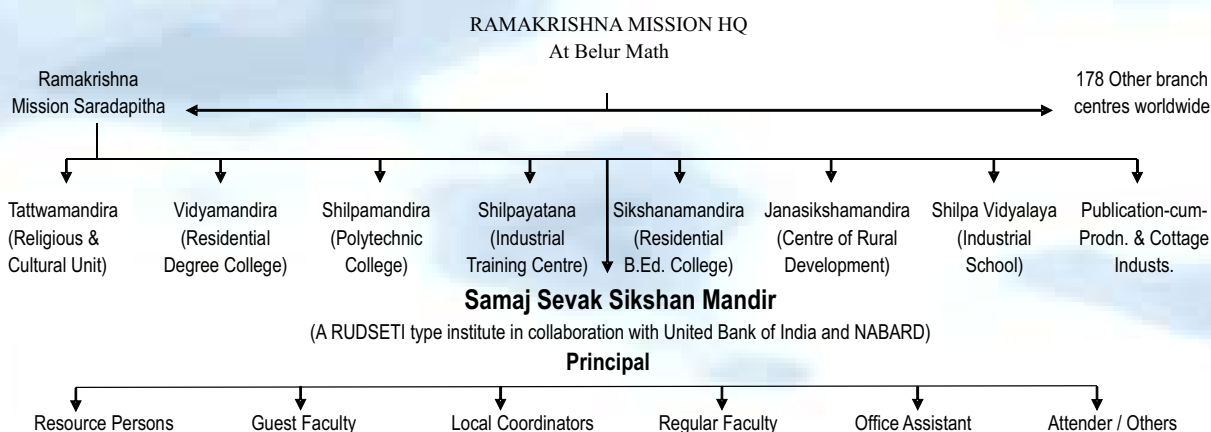 RAMAKRISHNA MISSION HQ
At Belur Math
Ramakrishna
Mission Saradapitha
178 Other branch
centres worldwide
Tattwamandira
(Religious &
Cultural Unit)
Vidyamandira
(Residential
Degree College)
Shilpamandira
(Polytechnic
College)
Shilpayatana
(Industrial
Training Centre)
Sikshanamandira
(Residential
B.Ed. College)
Janasikshamandira
(Centre of Rural
Development)
Shilpa Vidyalaya
(Industrial
School)
Publication-cum-
Prodn. & Cottage
Industs.
Samaj Sevak Sikshan Mandir
(A RUDSETI type institute in collaboration with United Bank of India and NABARD)
Principal
Resource Persons
Guest Faculty
Local Coordinators
Regular Faculty
Office Assistant
Attender / Others